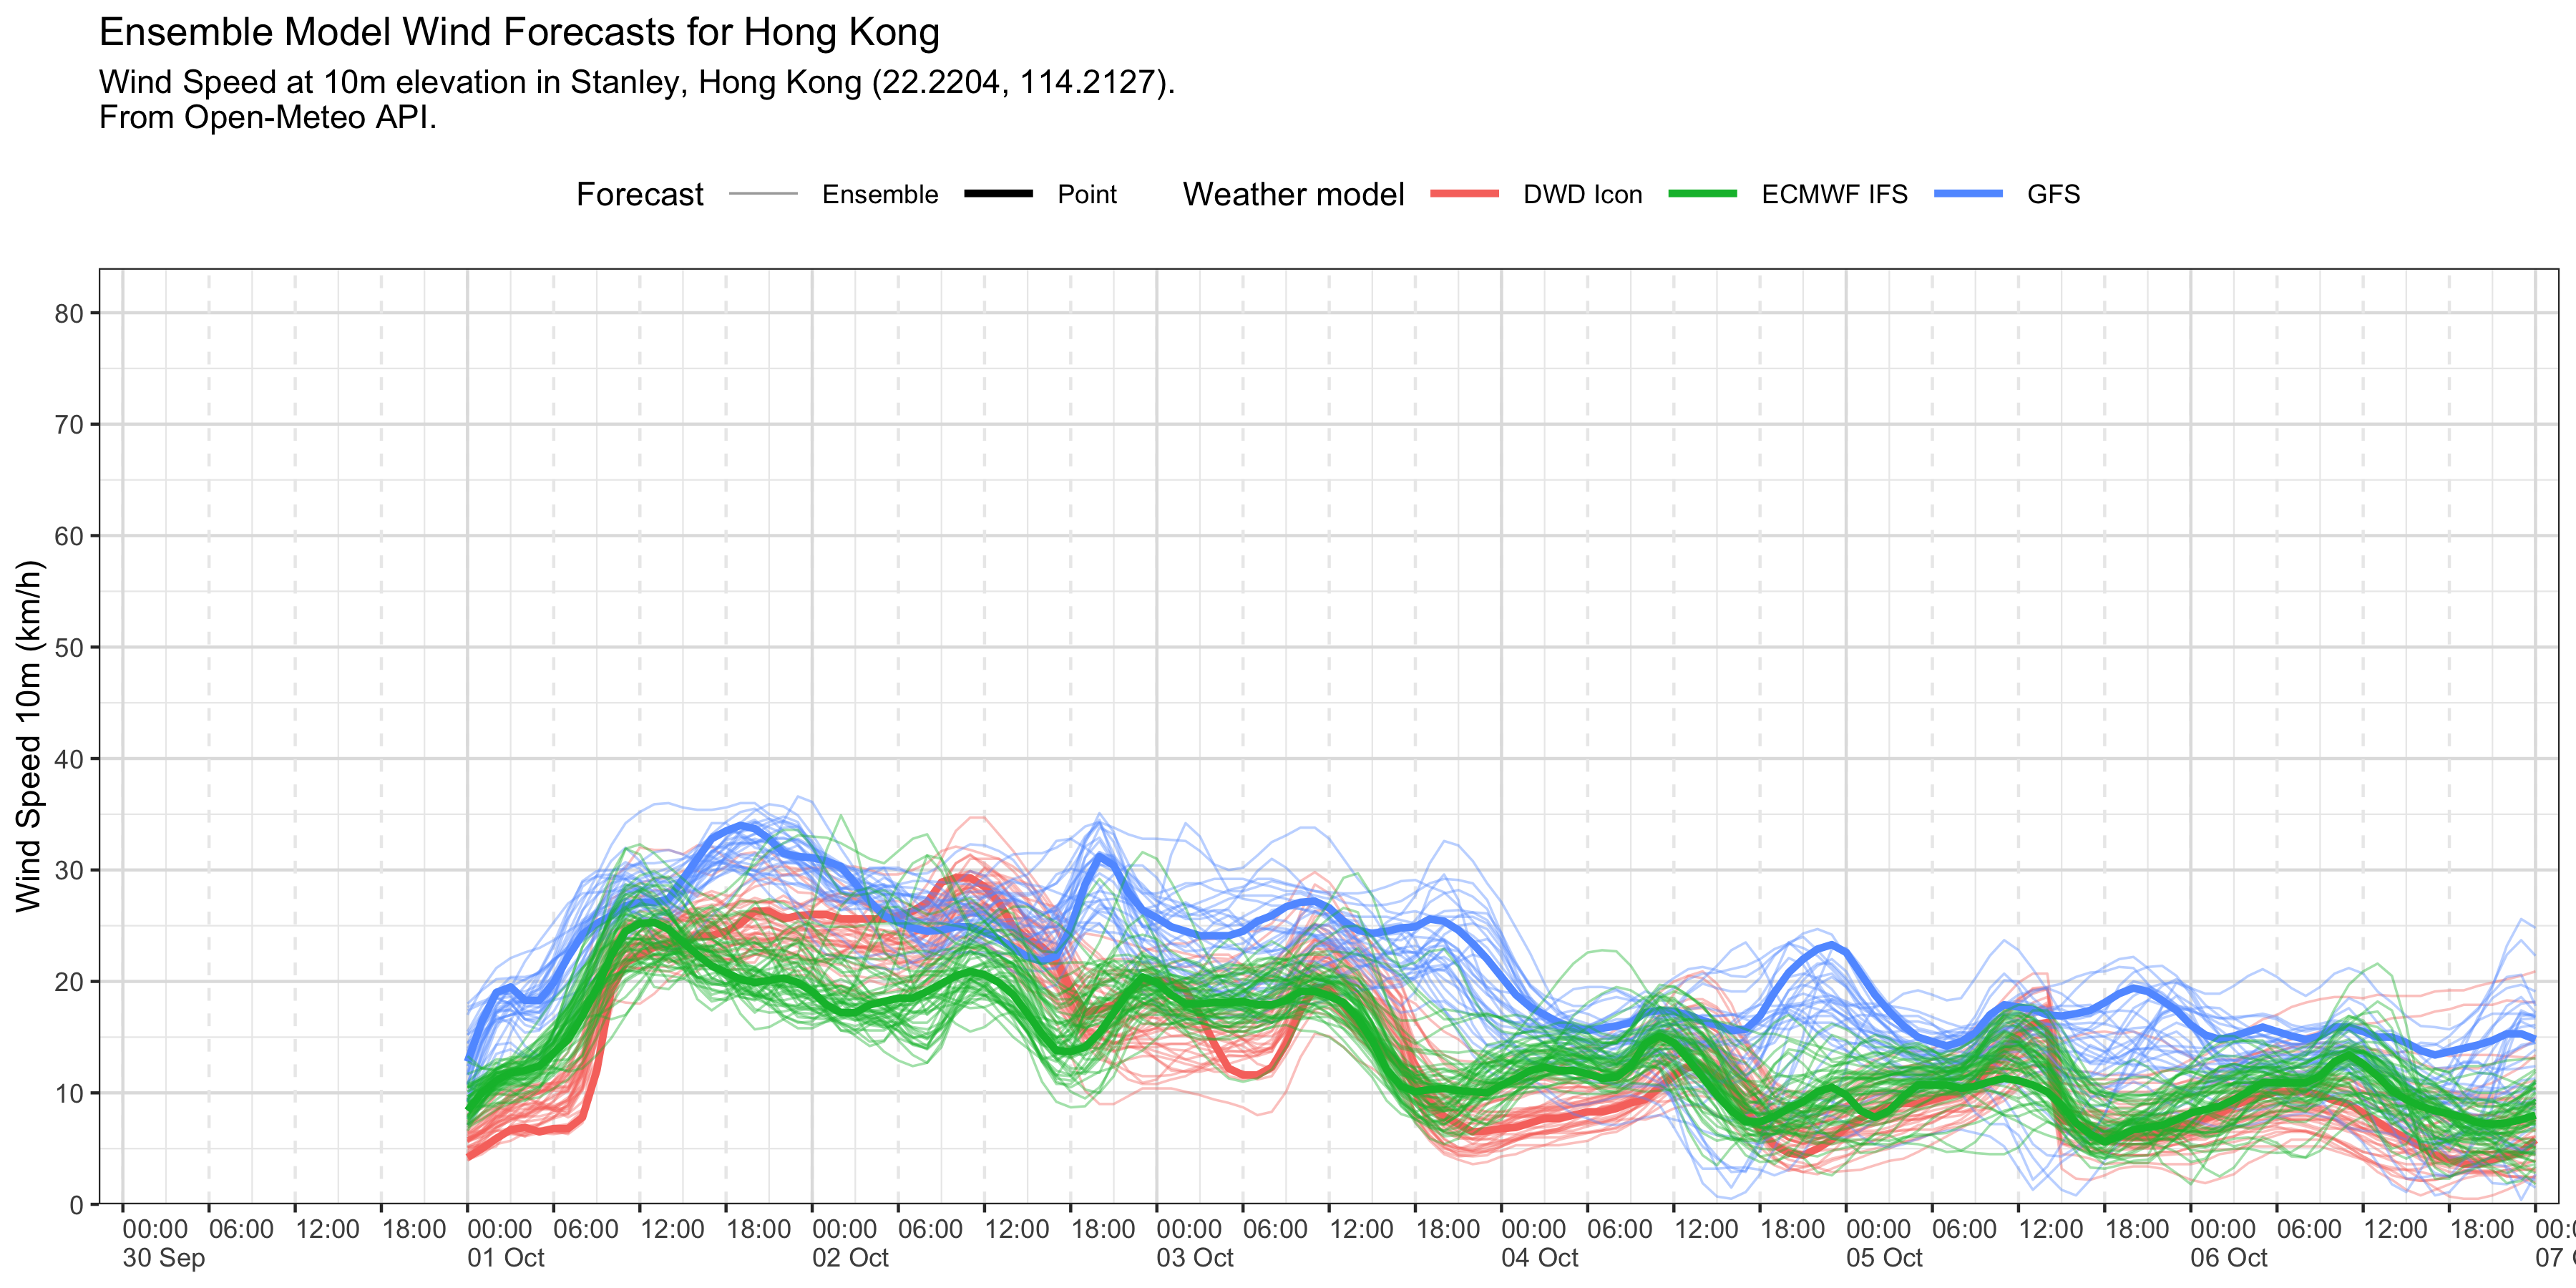 Ensemble Model Wind Forecasts for Hong Kong
Wind Speed at 10m elevation in Stanley, Hong Kong (22.2204, 114.2127).
From Open-Meteo API.
Forecast Ensemble Point Weather model DWD Icon ECMWF IFS GFS
Wind Speed 10m (km/h)
80
70
60
50
40
30
20
10
0
00:00 06:00 12:00 18:00 00:00 06:00 12:00 18:00 00:00 06:00 12:00 18:00 00:00 06:00 12:00 18:00 00:00 06:00 12:00 18:00 00:00 06:00 12:00 18:00 00:00 06:00 12:00 18:00
30 Sep 01 Oct 02 Oct 03 Oct 04 Oct 05 Oct 06 Oct 07